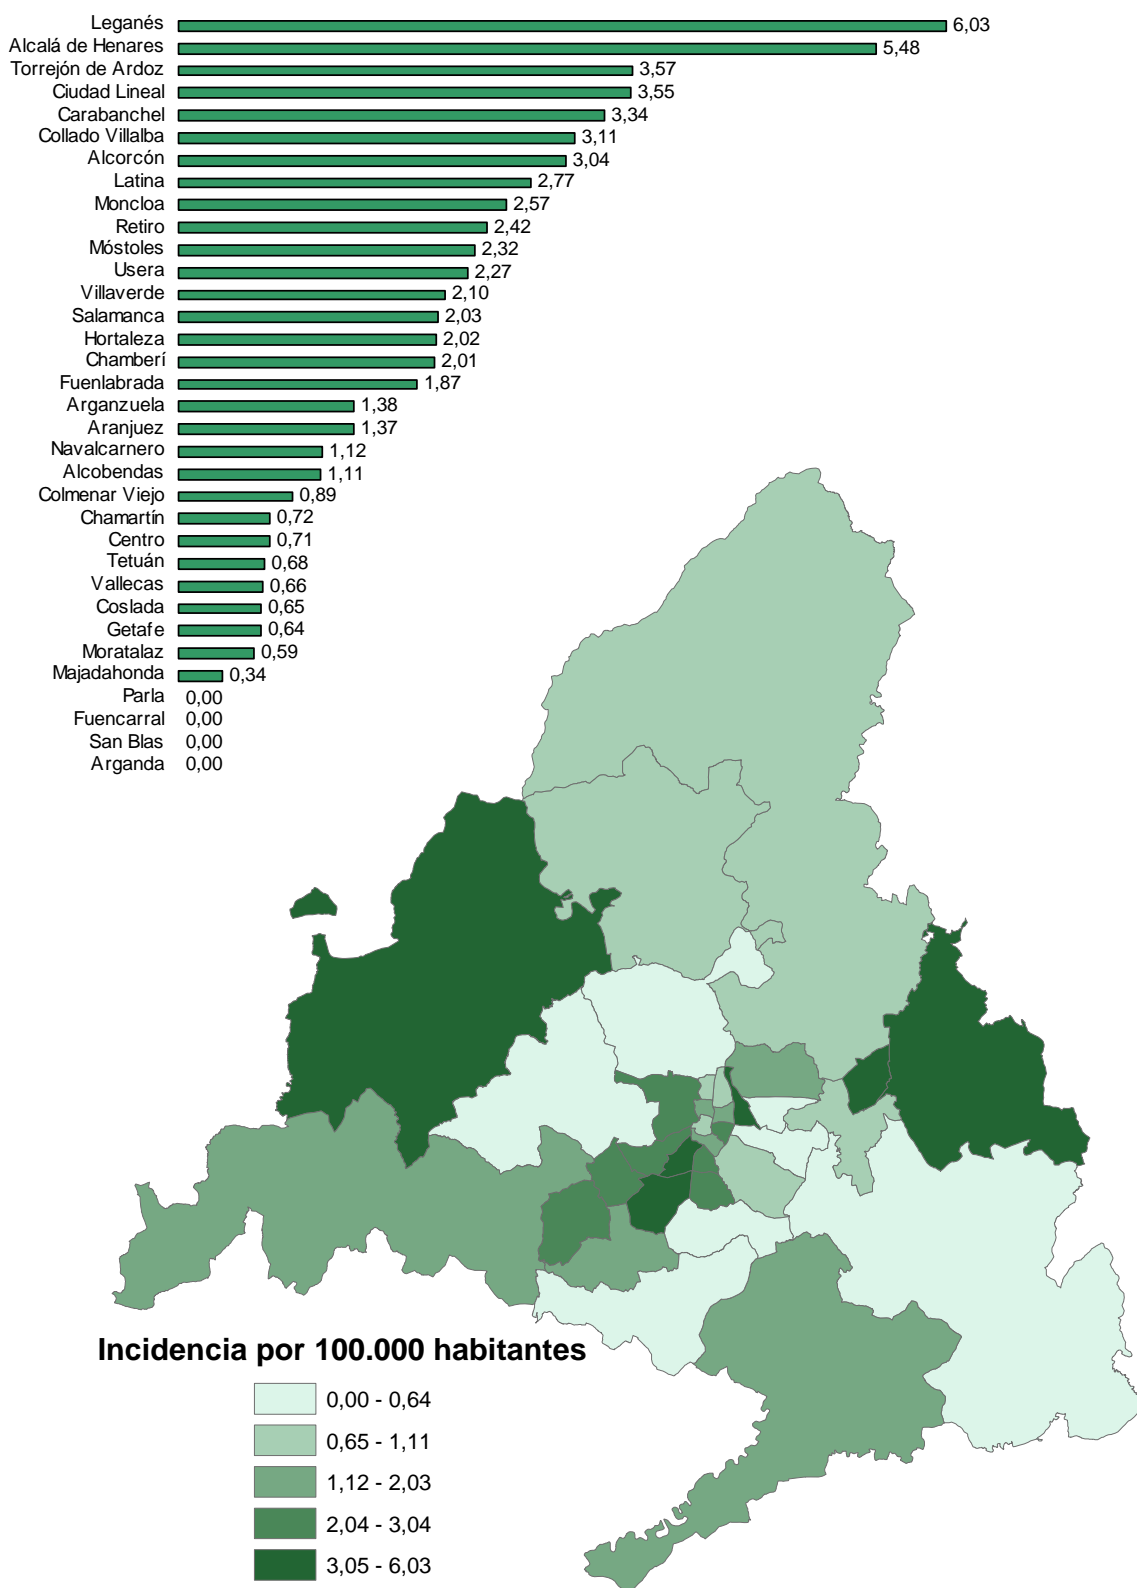 Leganés 6,03
Alcalá de Henares 5,48
Torrejón de Ardoz 3,57
Ciudad Lineal 3,55
Carabanchel 3,34
Collado Villalba 3,11
Alcorcón 3,04
Latina 2,77
Moncloa 2,57
Retiro 2,42
Móstoles 2,32
Usera 2,27
Villaverde 2,10
Salamanca 2,03
Hortaleza 2,02
Chamberí 2,01
Fuenlabrada 1,87
Arganzuela 1,38
Aranjuez 1,37
Navalcarnero 1,12
Alcobendas 1,11
Colmenar Viejo 0,89
Chamartín 0,72
Centro 0,71
Tetuán 0,68
Vallecas 0,66
Coslada 0,65
Getafe 0,64
Moratalaz 0,59
Majadahonda 0,34
Parla 0,00
Fuencarral 0,00
San Blas 0,00
Arganda 0,00
Incidencia por 100.000 habitantes
0,00 - 0,64
0,65 - 1,11
1,12 - 2,03
2,04 - 3,04
3,05 - 6,03